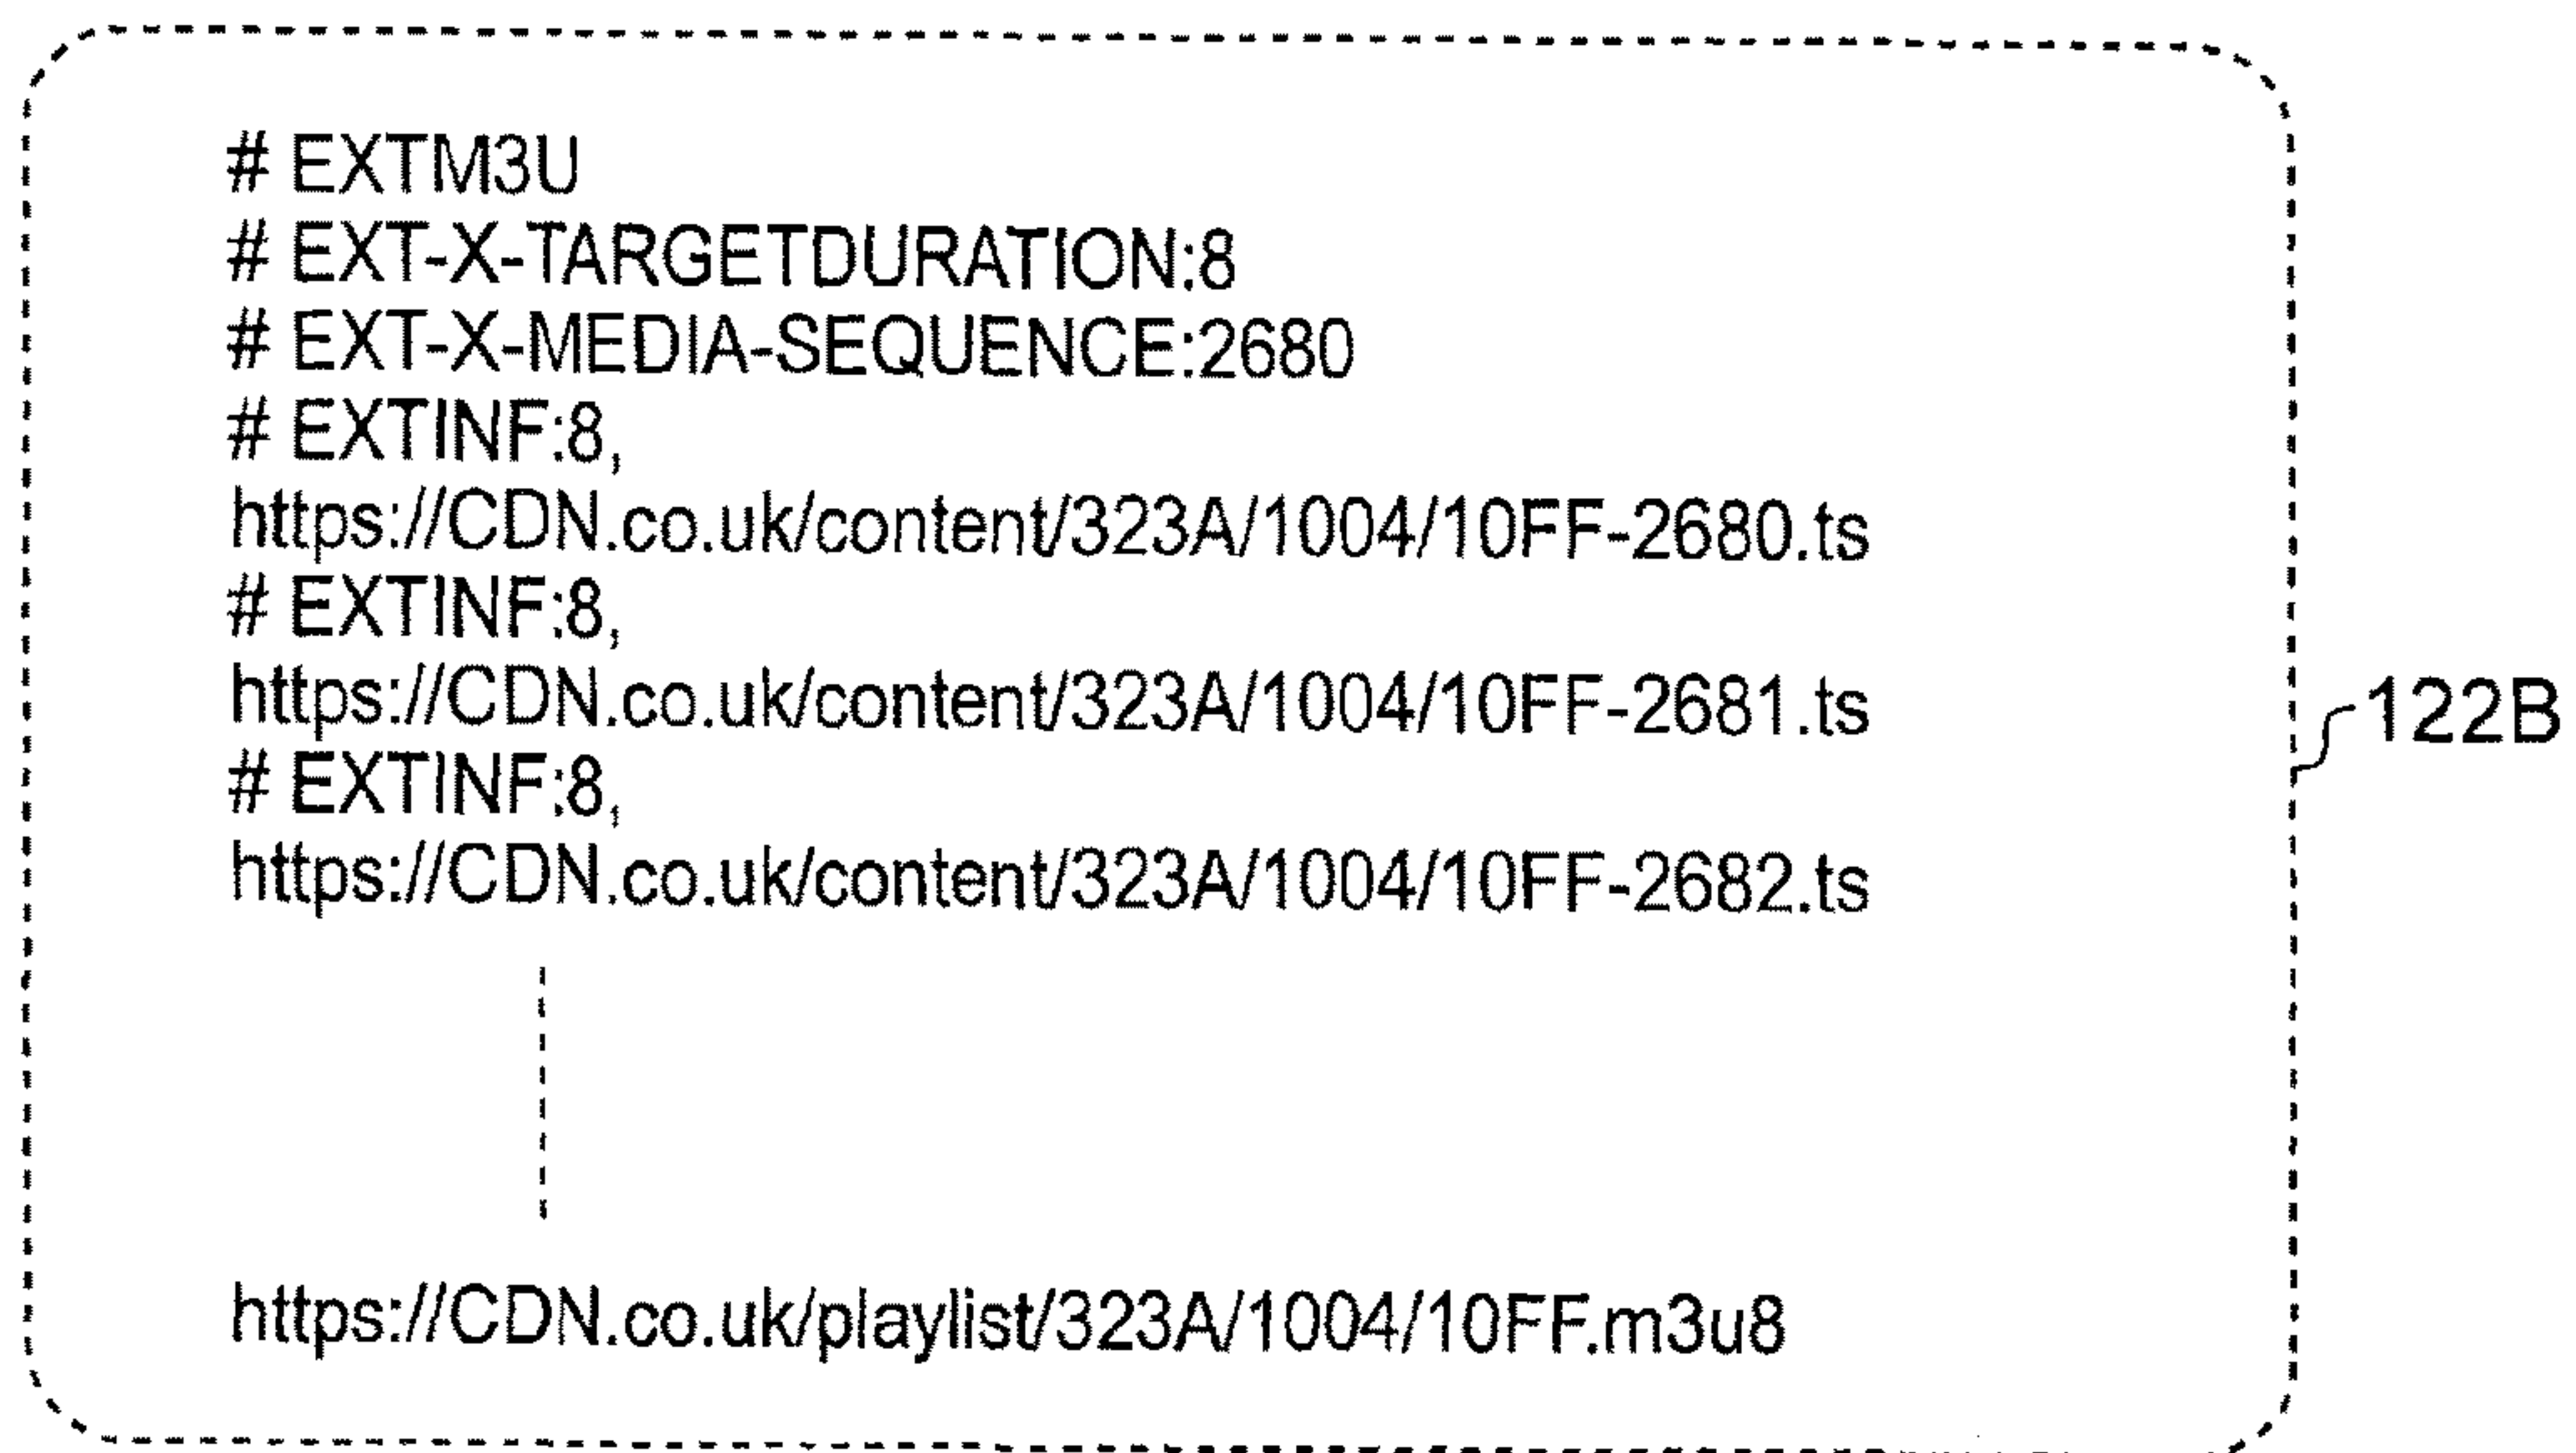 # EXTM3U
# EXT-X-TARGETDURATION:8
# EXT-X-MEDIA-SEQUENCE:2680
# EXTINF:8,
https://CDN.co.uk/content/323A/1004/10FF-2680.ts
# EXTINF:8,
https://CDN.co.uk/content/323A/1004/10FF-2681.ts
# EXTINF:8,
https://CDN.co.uk/content/323A/1004/10FF-2682.ts
https://CDN.co.uk/playlist/323A/1004/10FF.m3u8
122B